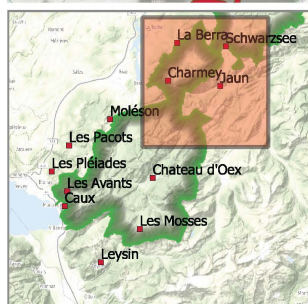 La Berra
Schwarzsee
Charmey
Jaun
Moléson
Les Pacots
Les Pléiades
Chateau d'Oex
Les Avants
Caux
Les Mosses
Leysin